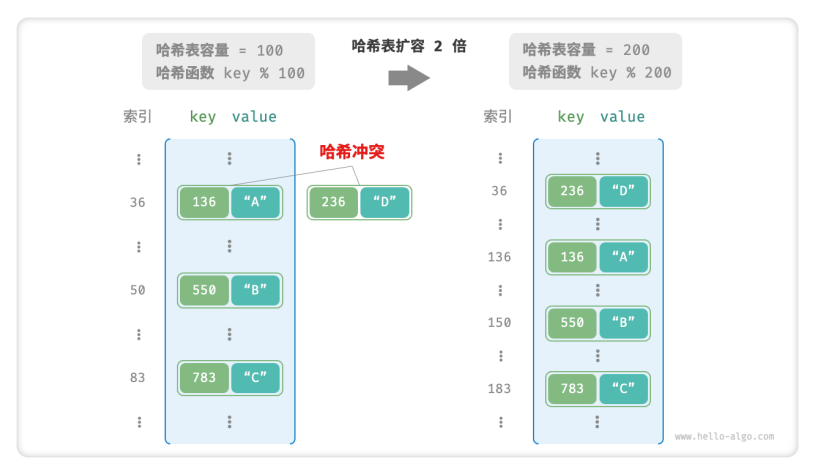 哈希表容量 = 100
哈希函数 key % 100
哈希表扩容 2 倍
哈希表容量 = 200
哈希函数 key % 200
索引 key value
哈希冲突
36 136 “A” 236 “D”
50 550 “B”
83 783 “C”
索引 key value
36 236 “D”
136 136 “A”
150 550 “B”
183 783 “C”
www.hello-algo.com